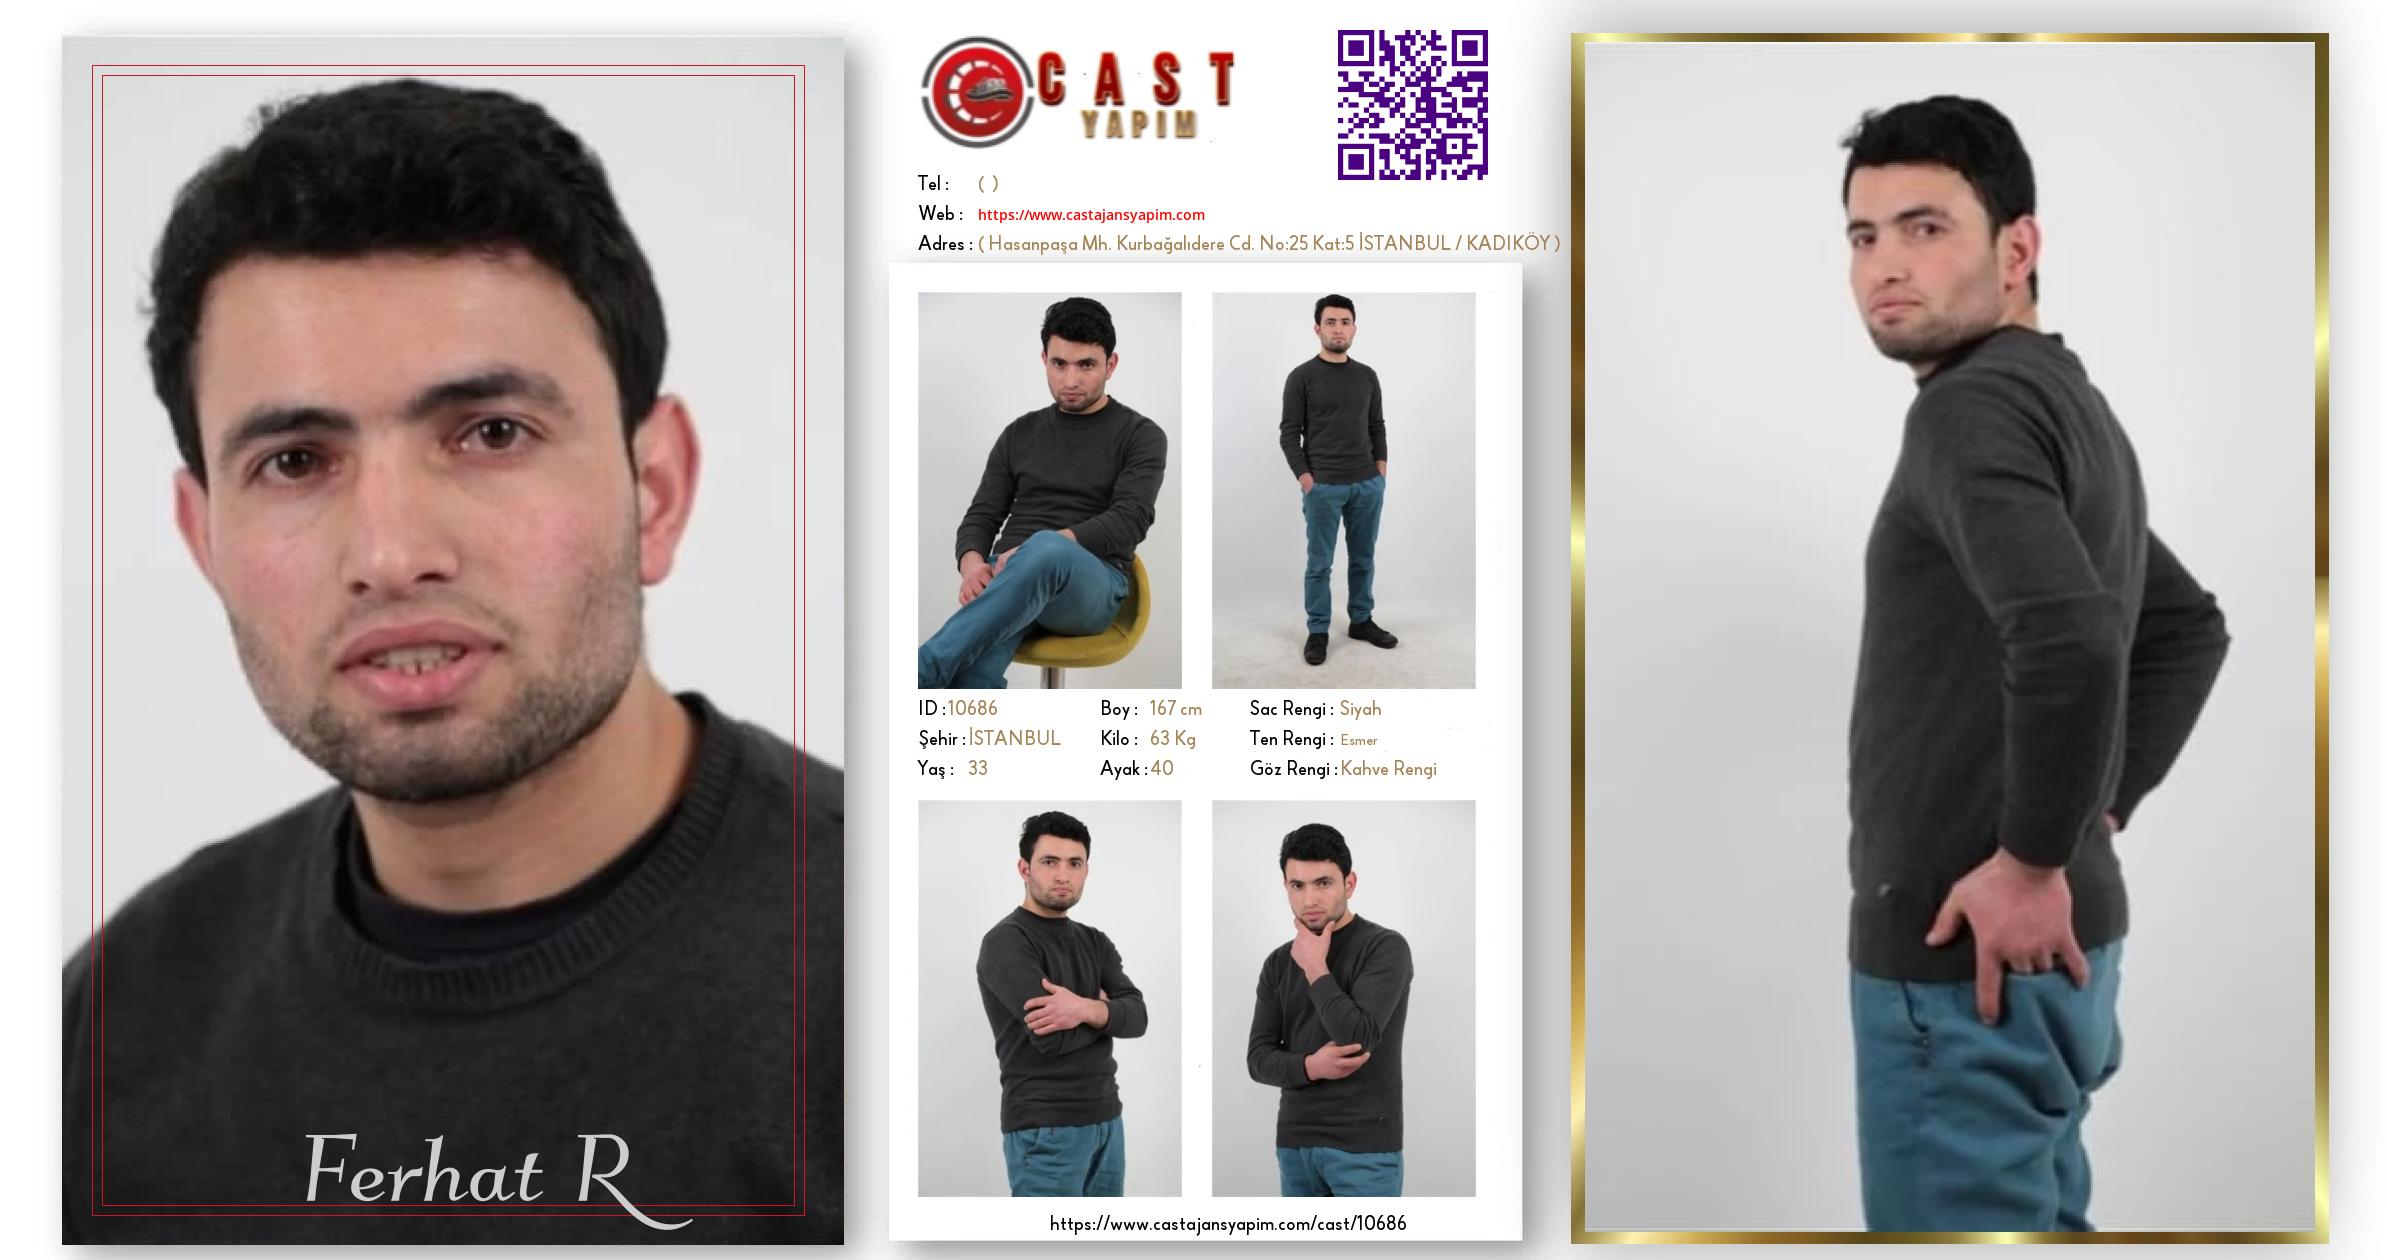 Ferhat R
CAST
YAPIM
Tel : ( )
Web : https://www.castajansyapim.com
Adres : ( Hasanpaşa Mh. Kurbağalıdere Cd. No:25 Kat:5 İSTANBUL / KADIKÖY )
ID : 10686 Boy : 167 cm Sac Rengi : Siyah
Şehir : İSTANBUL Kilo : 63 Kg Ten Rengi : Esmer
Yaş : 33 Ayak : 40 Göz Rengi : Kahve Rengi
https://www.castajansyapim.com/cast/10686